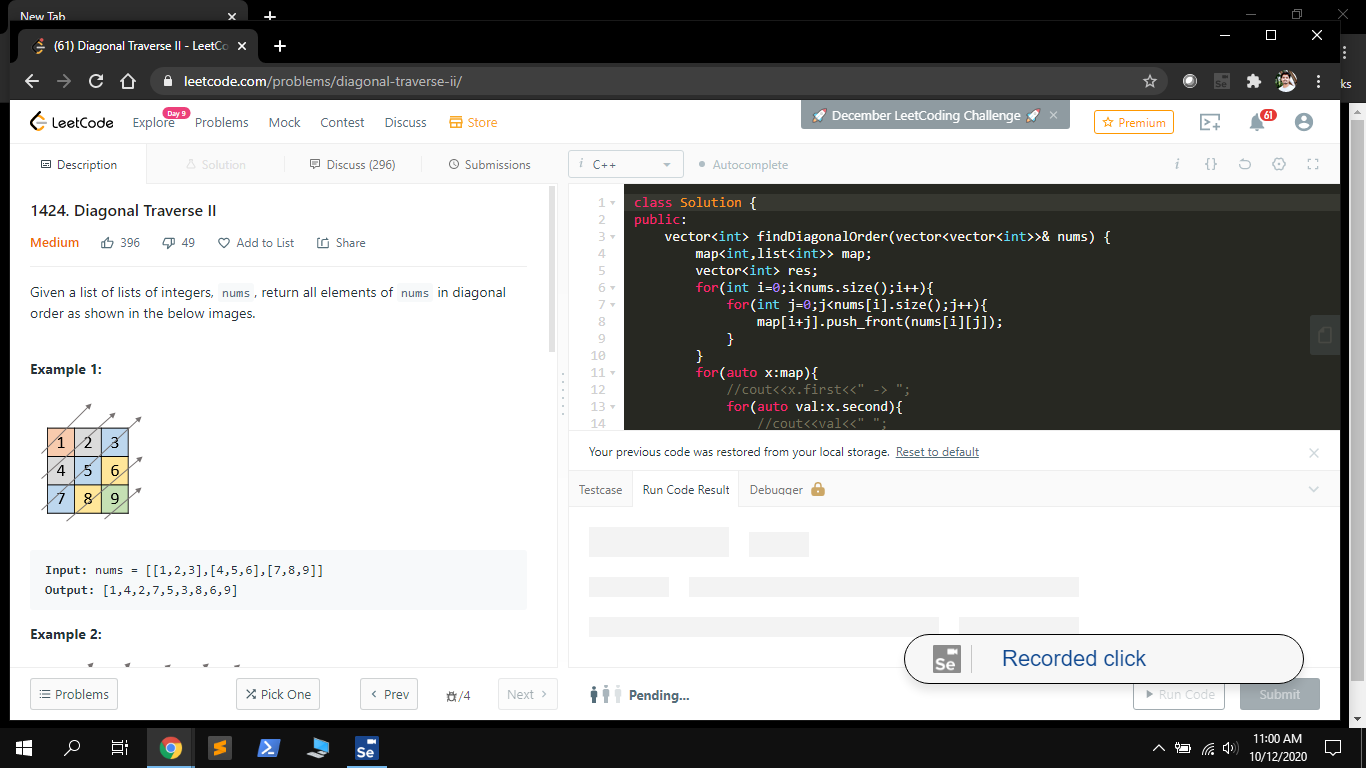 New Tab
(61) Diagonal Traverse II - LeetCo
leetcode.com/problems/diagonal-traverse-ii/
ks
LeetCode
Explore
Day 9
Problems
Mock
Contest
Discuss
Store
December LeetCoding Challenge
Premium
61
Description
Solution
Discuss (296)
Submissions
i
C++
Autocomplete
i
{}
1424. Diagonal Traverse II
Medium
396
49
Add to List
Share
Given a list of lists of integers, nums, return all elements of nums in diagonal
order as shown in the below images.
Example 1:
1 2 3
4 5 6
7 8 9
Input: nums = [[1,2,3],[4,5,6],[7,8,9]]
Output: [1,4,2,7,5,3,8,6,9]
Example 2:
1 class Solution {
2 public:
3 vector<int> findDiagonalOrder(vector<vector<int>>& nums) {
4 map<int,list<int>> map;
5 vector<int> res;
6 for(int i=0;i<nums.size();i++){
7 for(int j=0;j<nums[i].size();j++){
8 map[i+j].push_front(nums[i][j]);
9 }
10 }
11 for(auto x:map){
12 //cout<<x.first<<" -> ";
13 for(auto val:x.second){
14 //cout<<val<<" ";
Your previous code was restored from your local storage. Reset to default
Testcase
Run Code Result
Debugger
Se
Recorded click
Problems
Pick One
Prev
/4
Next
Pending...
Run Code
Submit
Se
11:00 AM
10/12/2020